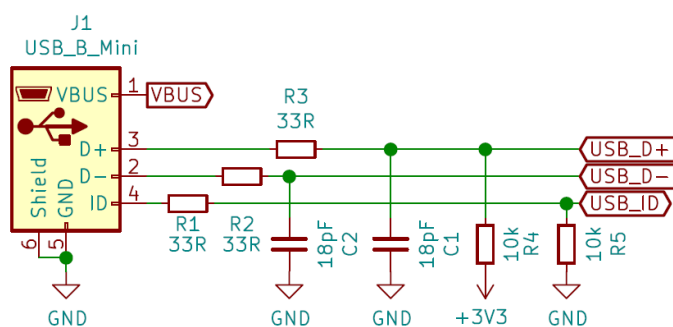 J1
USB_B_Mini
VBUS 1 VBUS
R3
33R
D+ 3 USB_D+
D- 2 USB_D-
ID 4 USB_ID
Shield
GND
R1
33R
R2
33R
18pF
C2
18pF
C1
10k
R4
10k
R5
6 5
GND
GND
GND
+3V3
GND